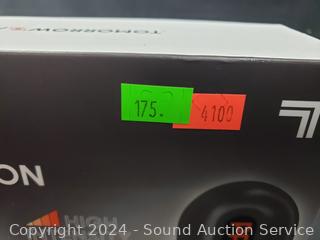 TOMORROW
175.
4100
ON
HIGH
Copyright 2024 - Sound Auction Service